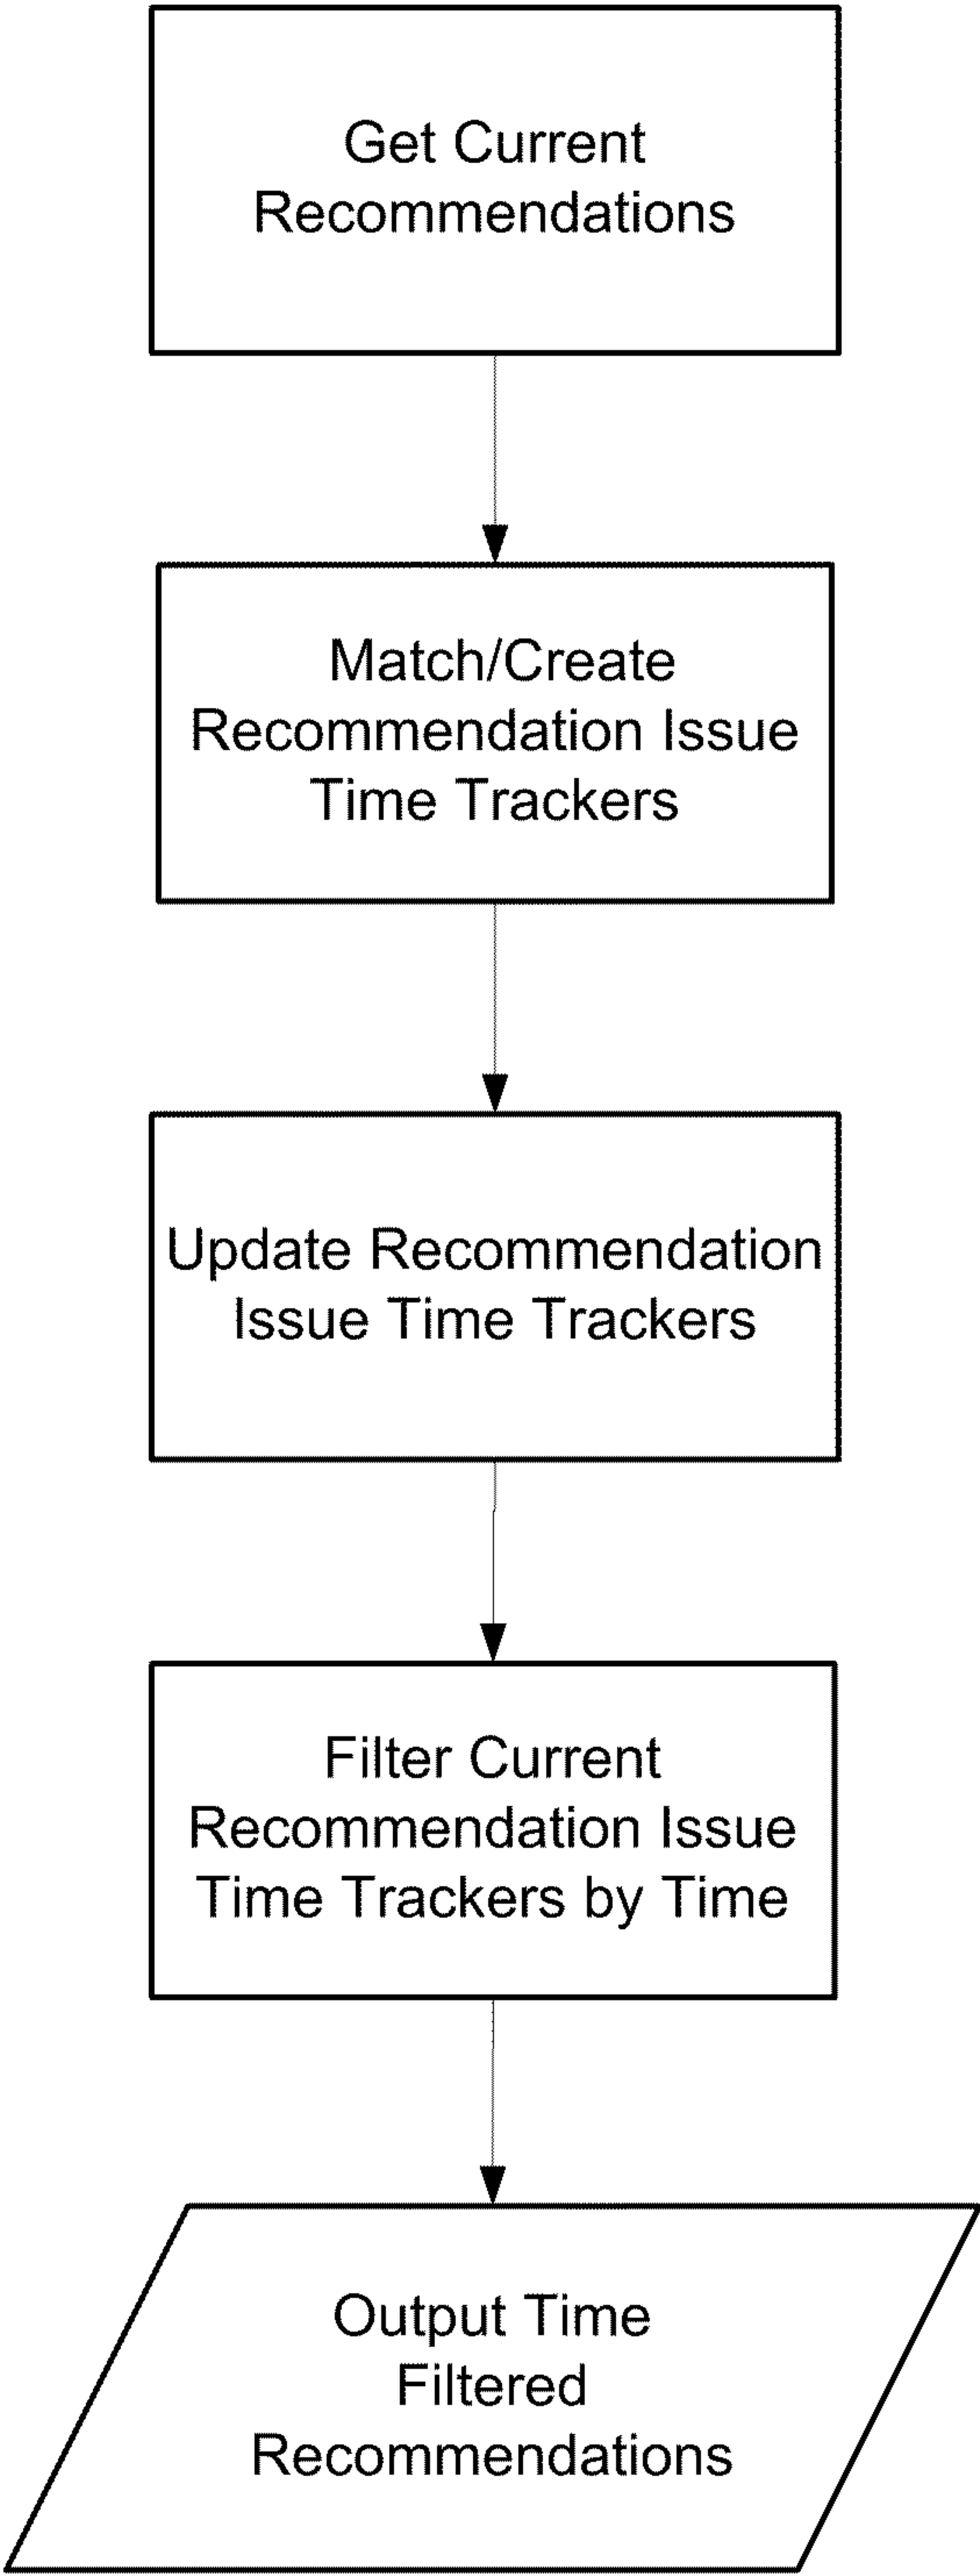 Get Current
Recommendations
Match/Create
Recommendation Issue
Time Trackers
Update Recommendation
Issue Time Trackers
Filter Current
Recommendation Issue
Time Trackers by Time
Output Time
Filtered
Recommendations